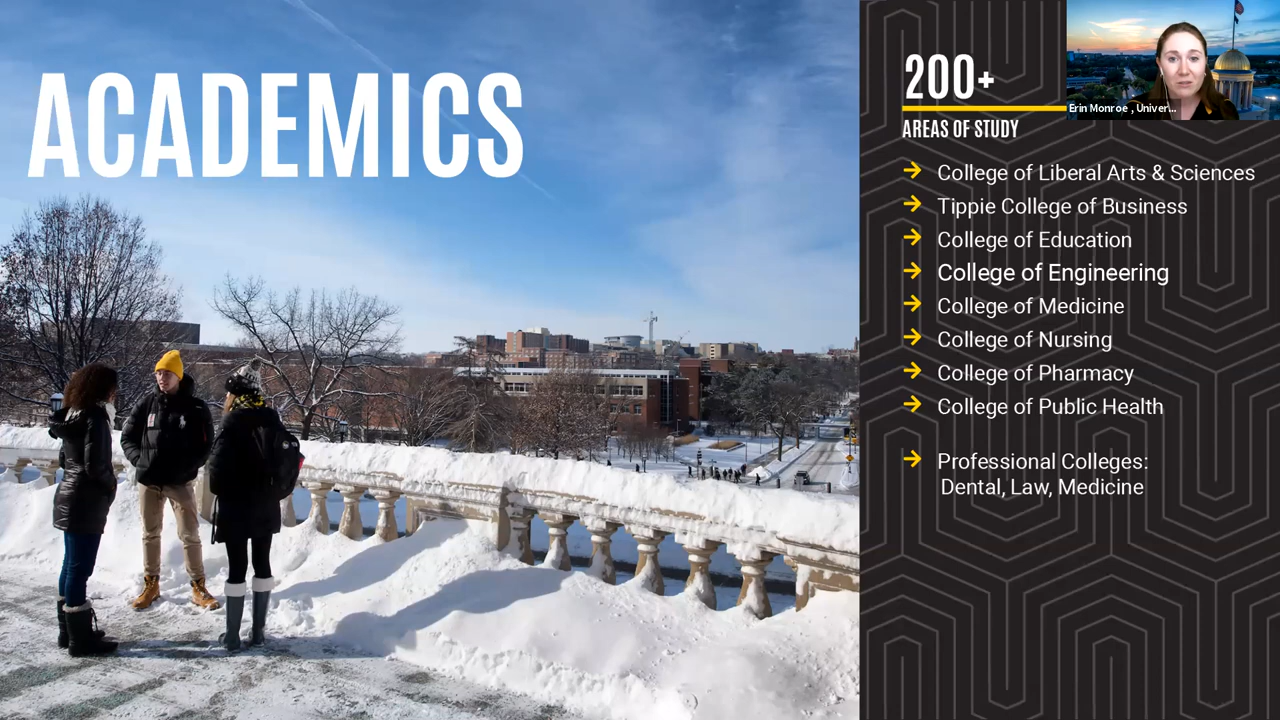 ACADEMICS
200+
AREAS OF STUDY
Erin Monroe , Univer...
College of Liberal Arts & Sciences
Tippie College of Business
College of Education
College of Engineering
College of Medicine
College of Nursing
College of Pharmacy
College of Public Health
Professional Colleges:
Dental, Law, Medicine